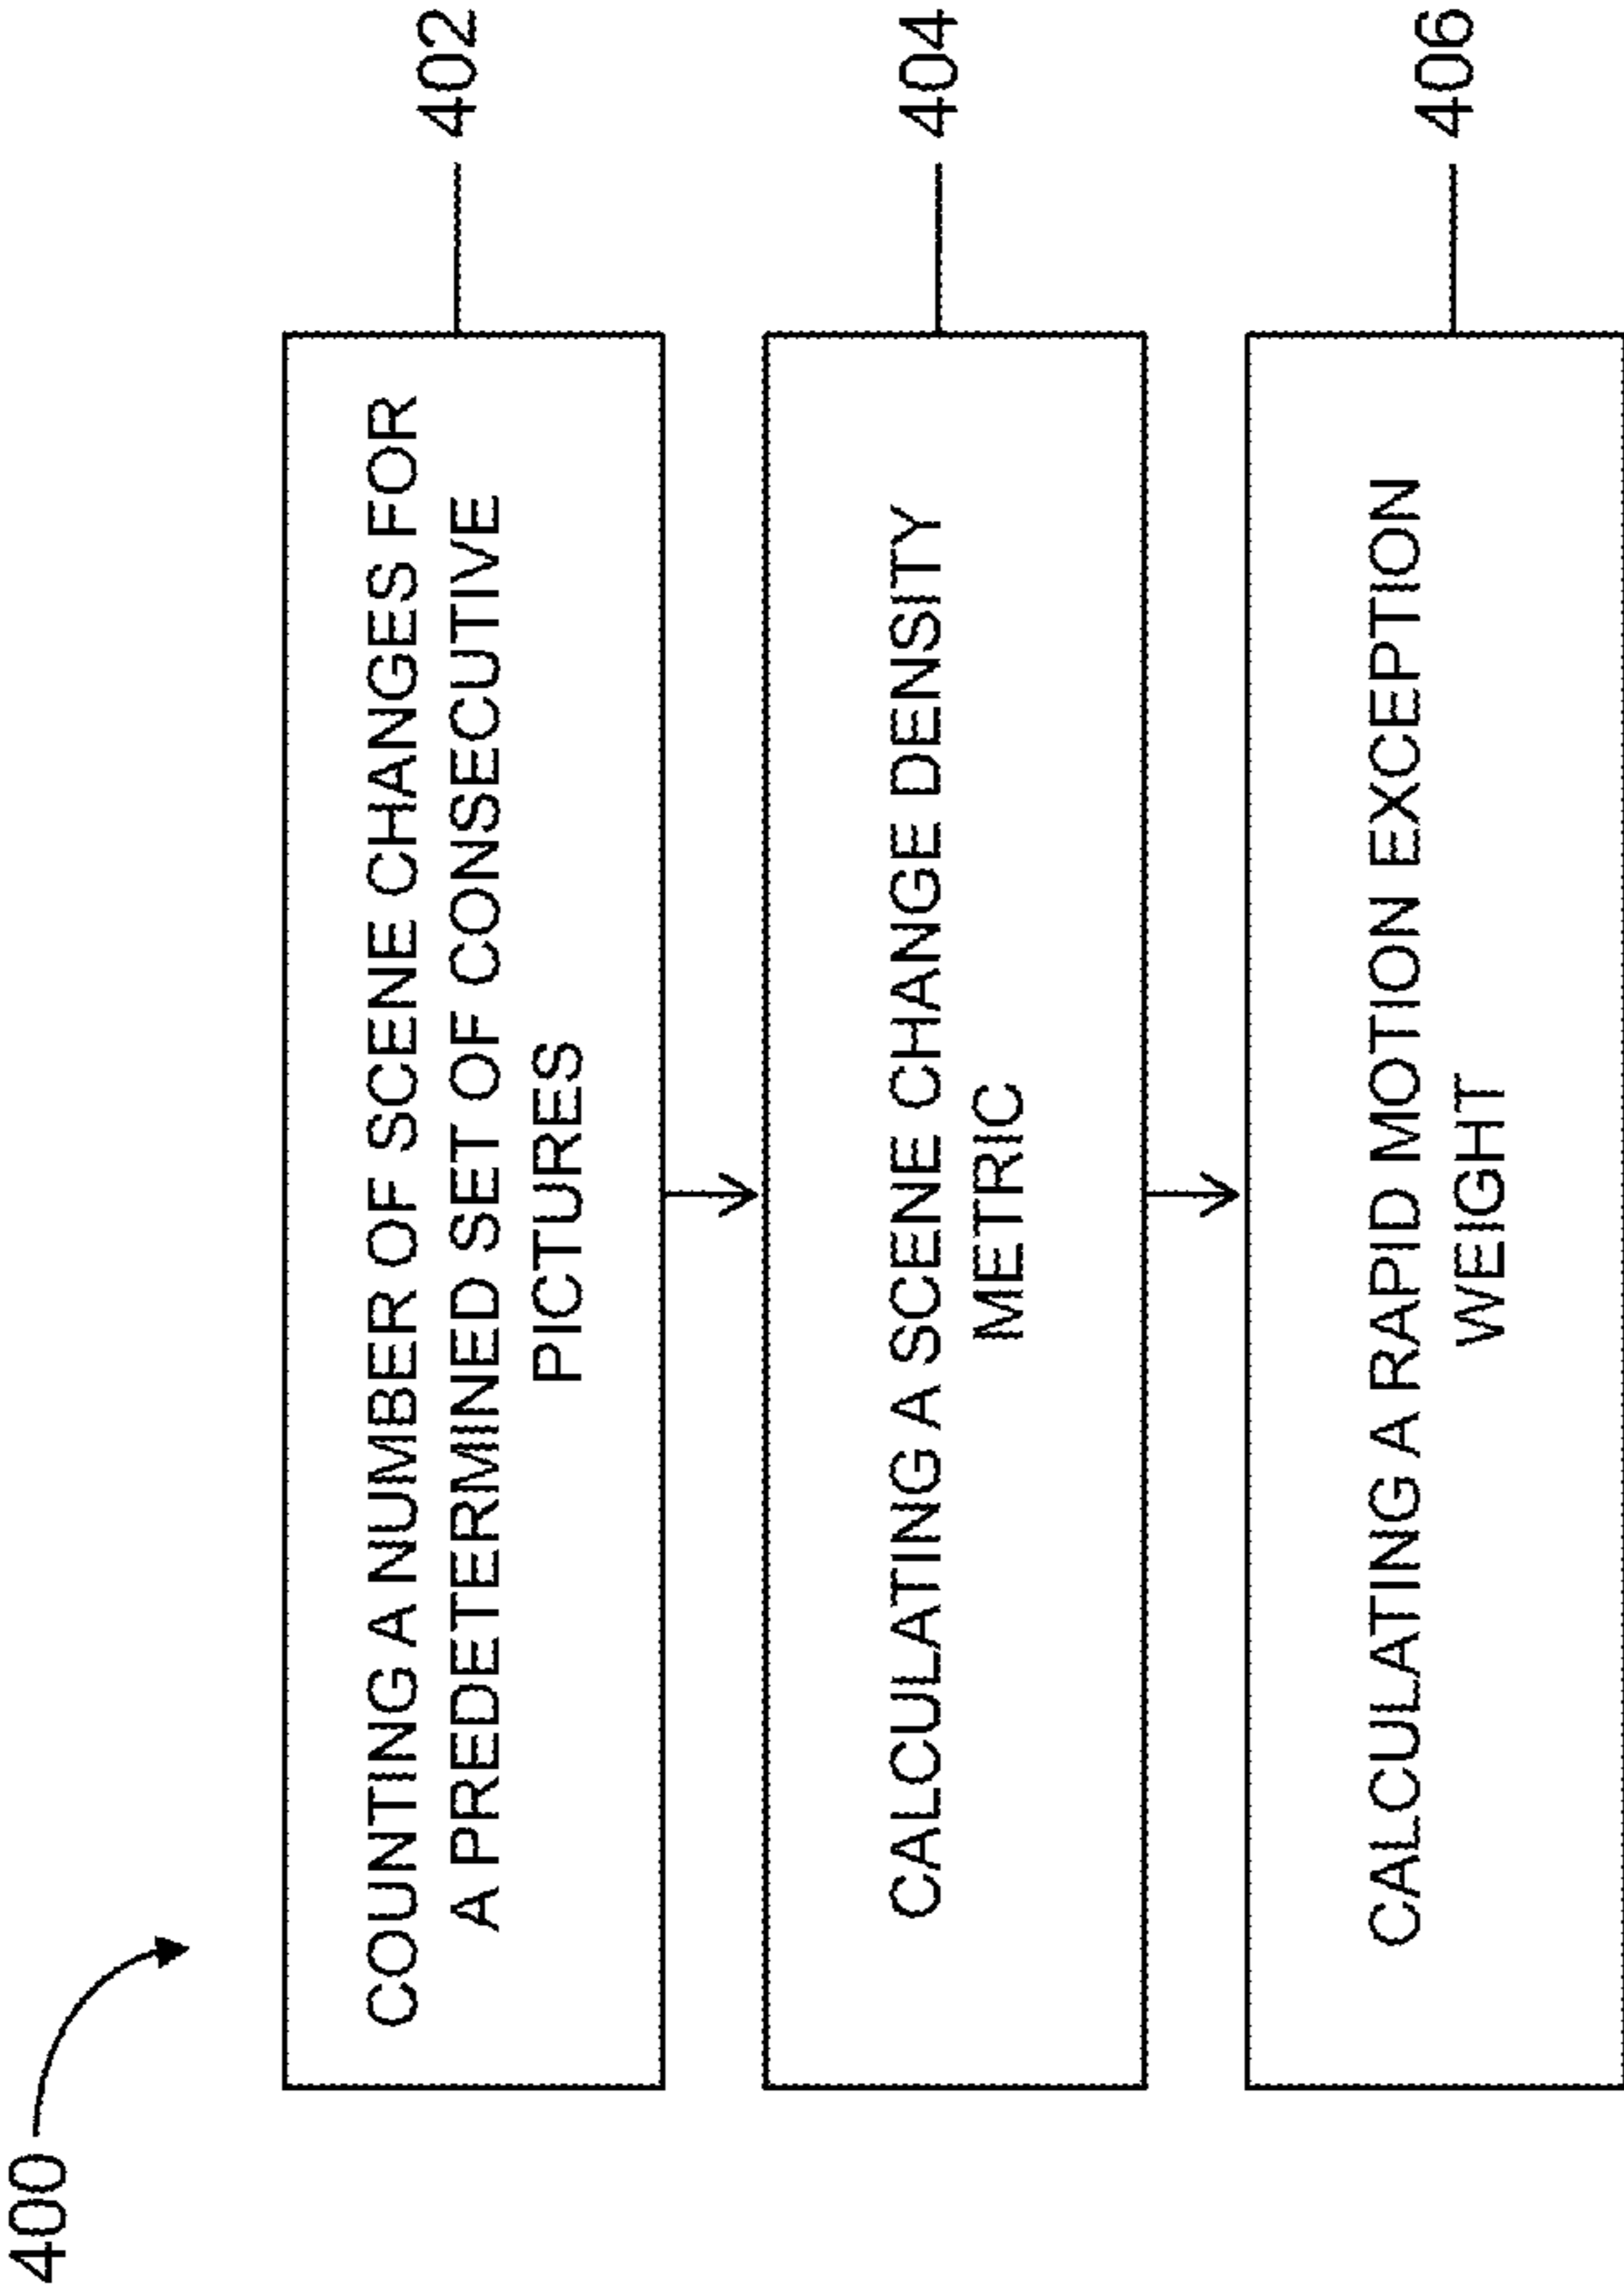 400
COUNTING A NUMBER OF SCENE CHANGES FOR
A PREDETERMINED SET OF CONSECUTIVE
PICTURES
402
CALCULATING A SCENE CHANGE DENSITY
METRIC
404
CALCULATING A RAPID MOTION EXCEPTION
WEIGHT
406